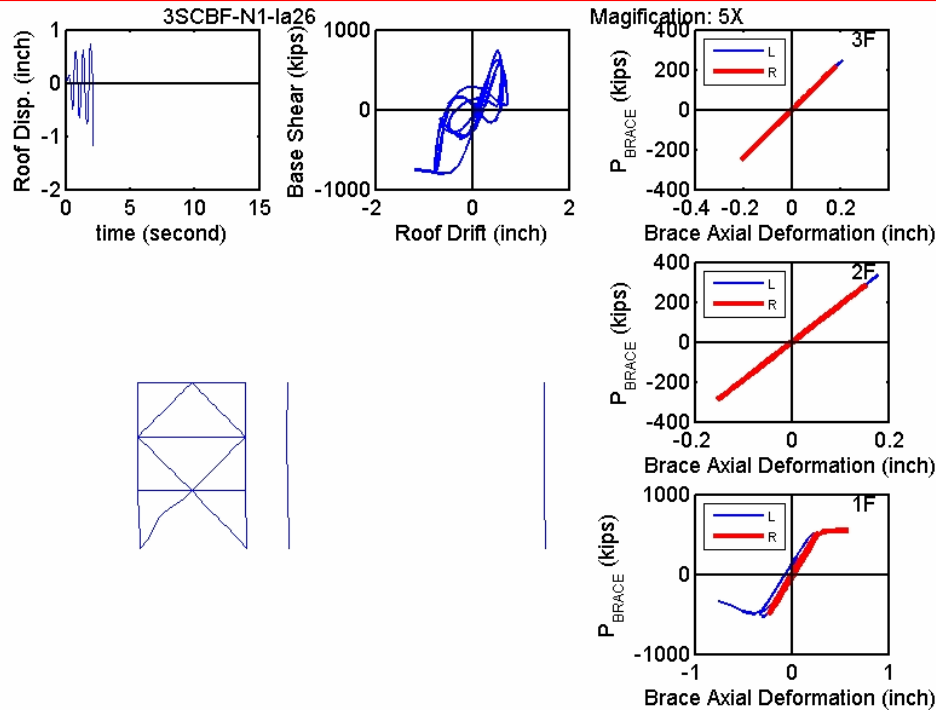 3SCBF-N1-la26
Magification: 5X
Roof Disp. (inch)
1
0
-1
-2
0 5 10 15
time (second)
Base Shear (kips)
1000
0
-1000
-2 0 2
Roof Drift (inch)
3F
L
R
P BRACE (kips)
400
200
0
-200
-400
-0.4 -0.2 0 0.2
Brace Axial Deformation (inch)
2F
L
R
P BRACE (kips)
400
200
0
-200
-400
-0.2 0 0.2
Brace Axial Deformation (inch)
1F
L
R
P BRACE (kips)
1000
0
-1000
-1 0 1
Brace Axial Deformation (inch)